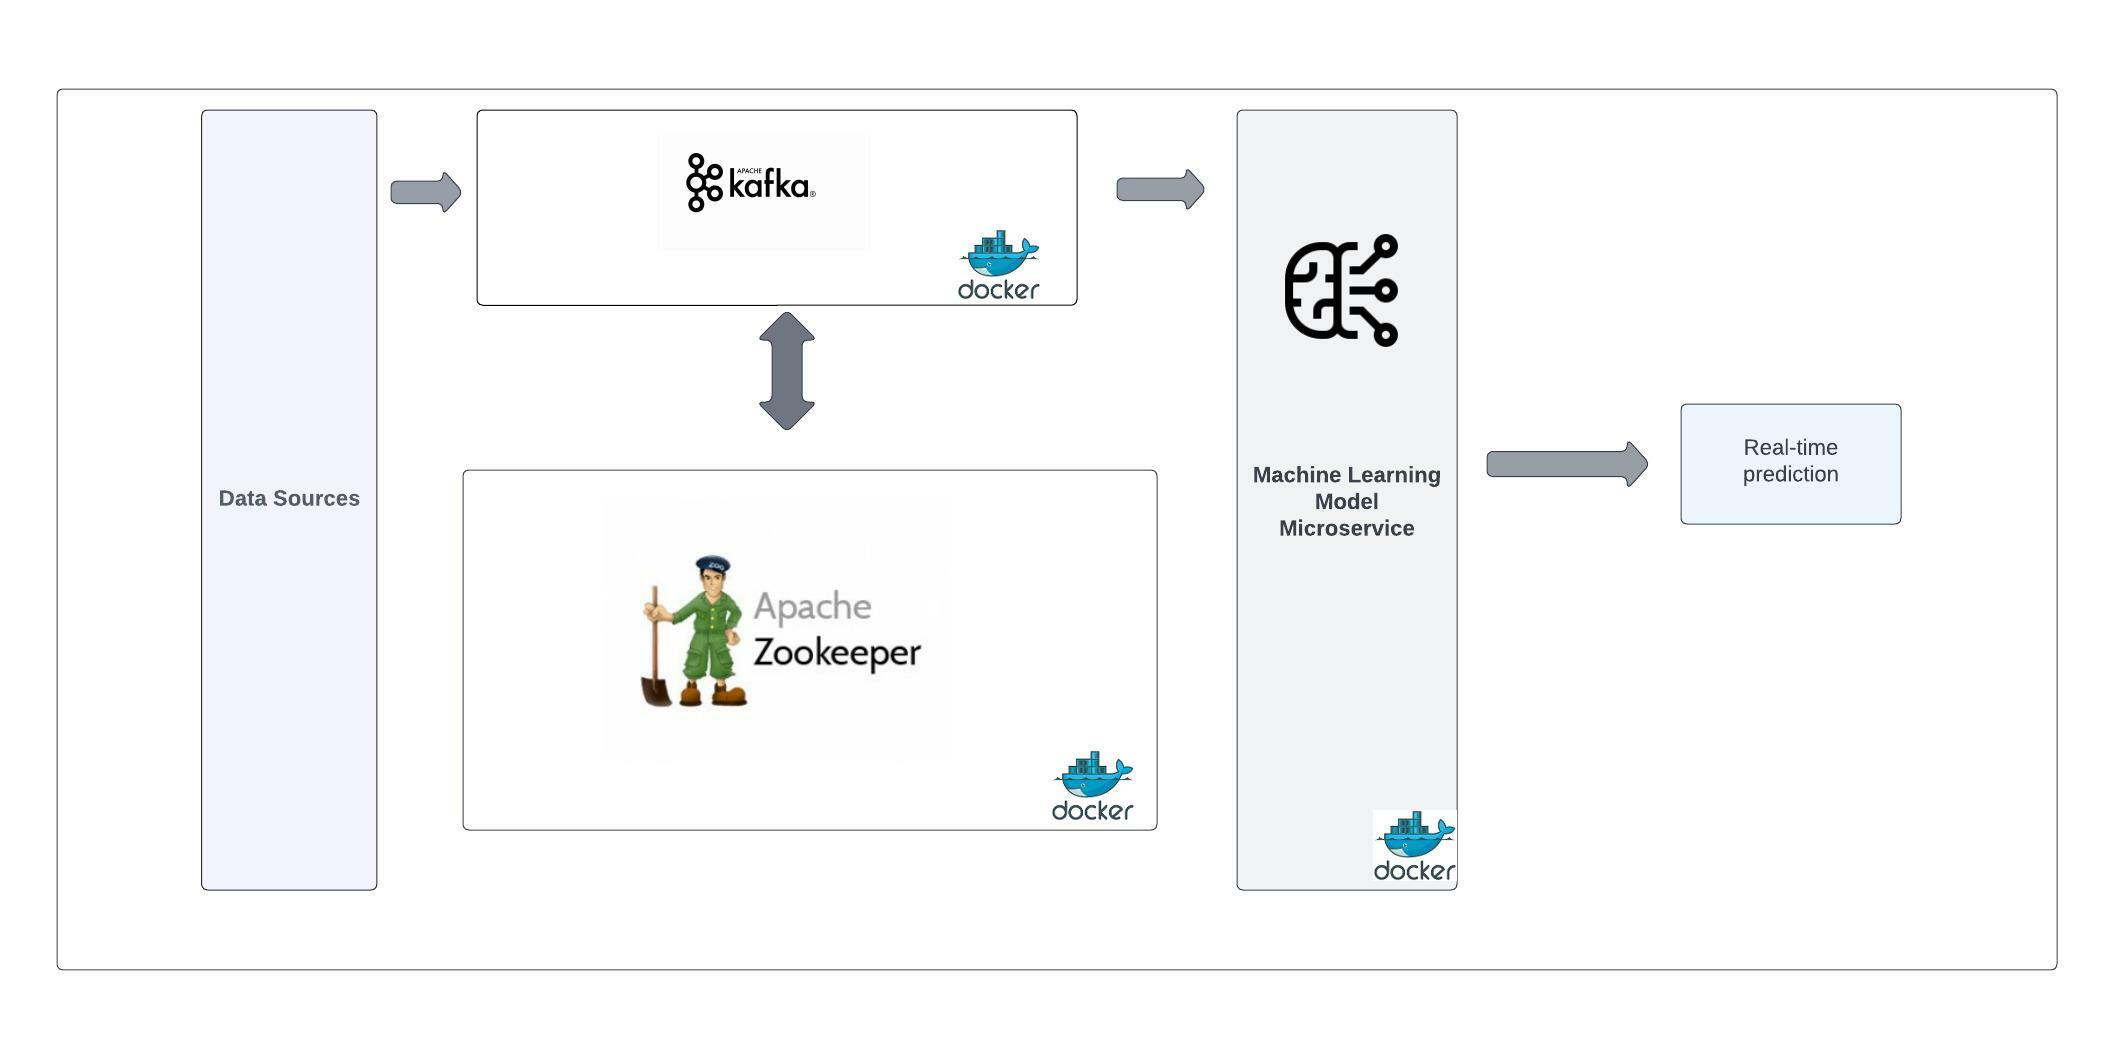 Data Sources
APACHE
kafka®
docker
ZOO
Apache
Zookeeper
docker
Machine Learning
Model
Microservice
docker
Real-time
prediction